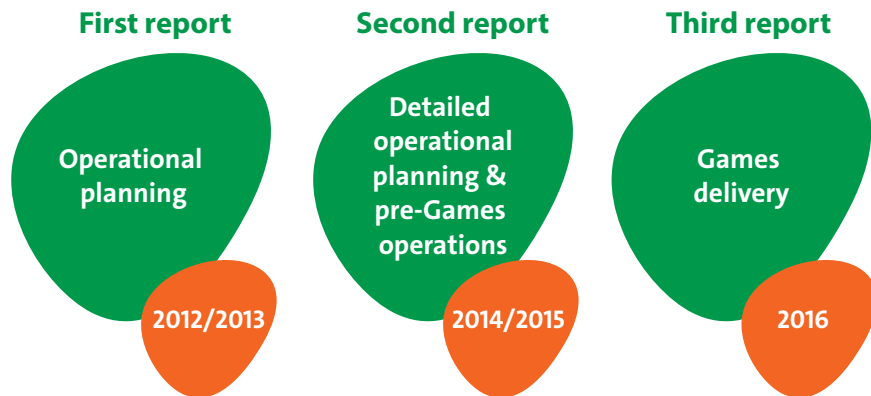 First report
Second report
Third report
Operational
planning
Detailed
operational
planning &
pre-Games
operations
Games
delivery
2012/2013
2014/2015
2016